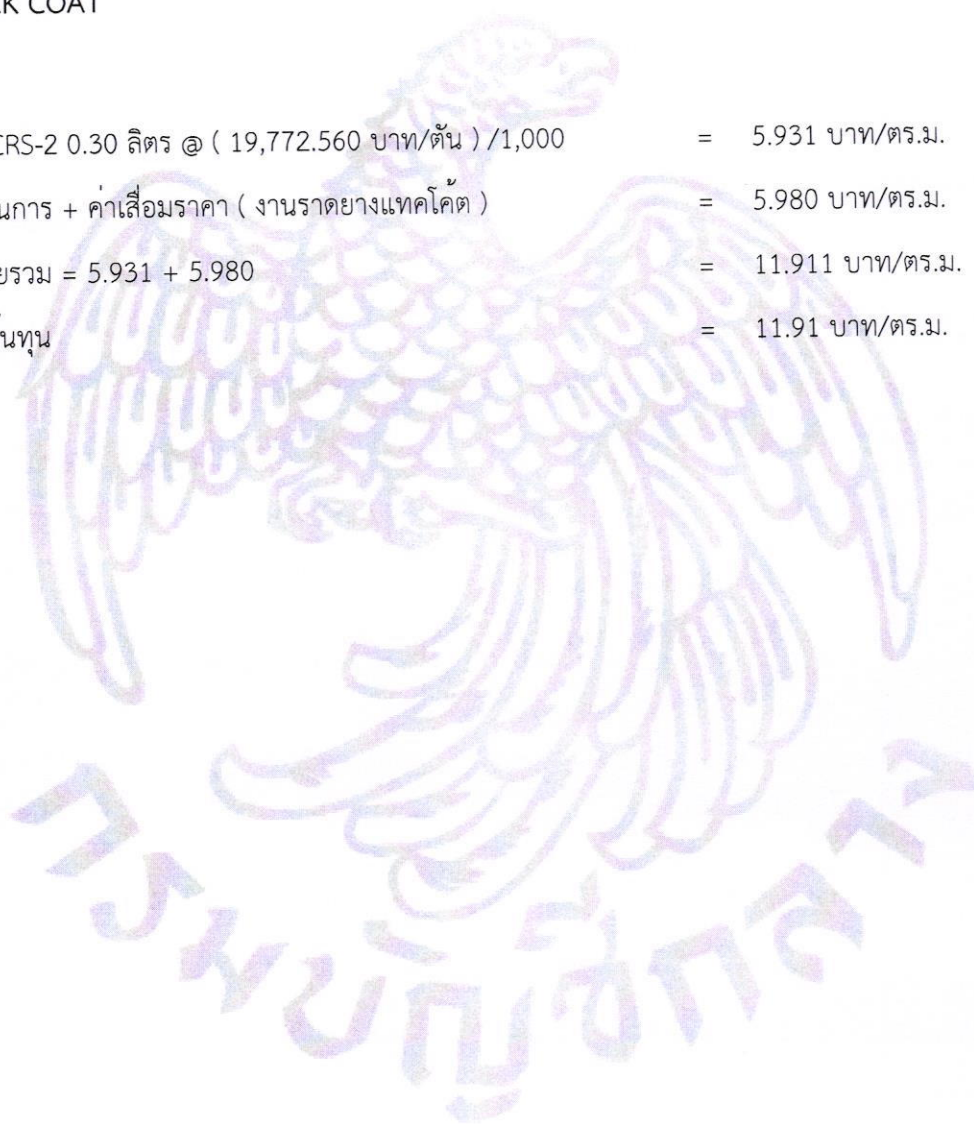 K COAT
CRS-2 0.30 ลิตร @ ( 19,772.560 บาท/ตัน ) /1,000 = 5.931 บาท/ตร.ม.
นการ + ค่าเสื่อมราคา ( งานราดยางแทคโค้ต ) = 5.980 บาท/ตร.ม.
ยรวม = 5.931 + 5.980 = 11.911 บาท/ตร.ม.
นทุน = 11.91 บาท/ตร.ม.
กรมบัญชีกลาง